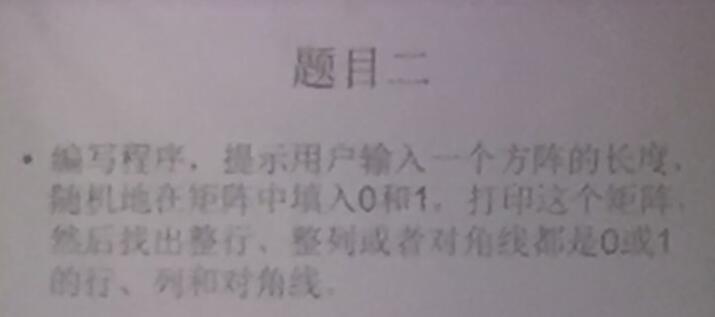 题目二
• 编写程序，提示用户输入一个方阵的长度，
随机地在矩阵中填入0和1，打印这个矩阵，
然后找出整行、整列或者对角线都是0或1
的行、列和对角线。